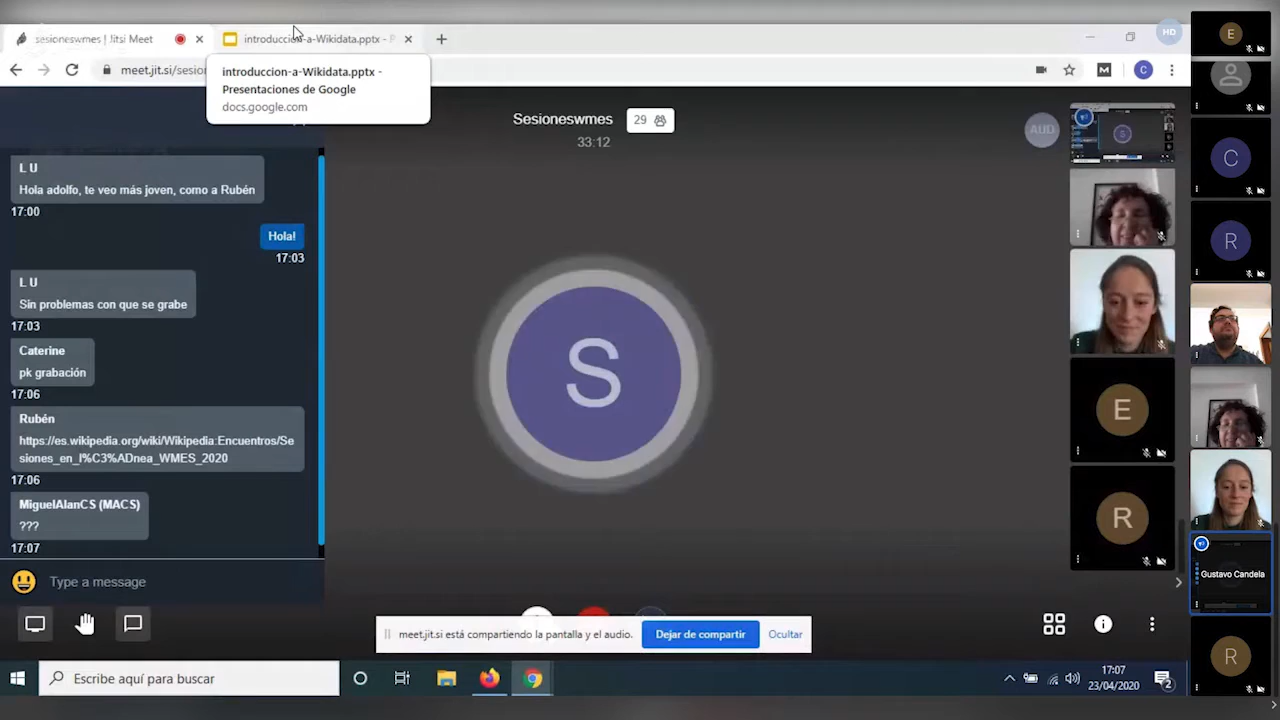 sesioneswmes | Jitsi Meet
introduccion-a-Wikidata.pptx - P
HD
meet.jit.si/sesio
M
C
introduccion-a-Wikidata.pptx -
Presentaciones de Google
docs.google.com
Sesioneswmes
29
33:12
AUD
L U
Hola adolfo, te veo más joven, como a Rubén
17:00
Hola!
17:03
L U
Sin problemas con que se grabe
17:03
Caterine
pk grabación
17:06
Rubén
https://es.wikipedia.org/wiki/Wikipedia:Encuentros/Se
siones_en_l%C3%ADnea_WMES_2020
17:06
MiguelAlanCS (MACS)
???
17:07
Type a message
S
S
E
R
E
C
R
Gustavo Candela
R
meet.jit.si está compartiendo la pantalla y el audio.
Dejar de compartir
Ocultar
Escribe aquí para buscar
17:07
23/04/2020
2